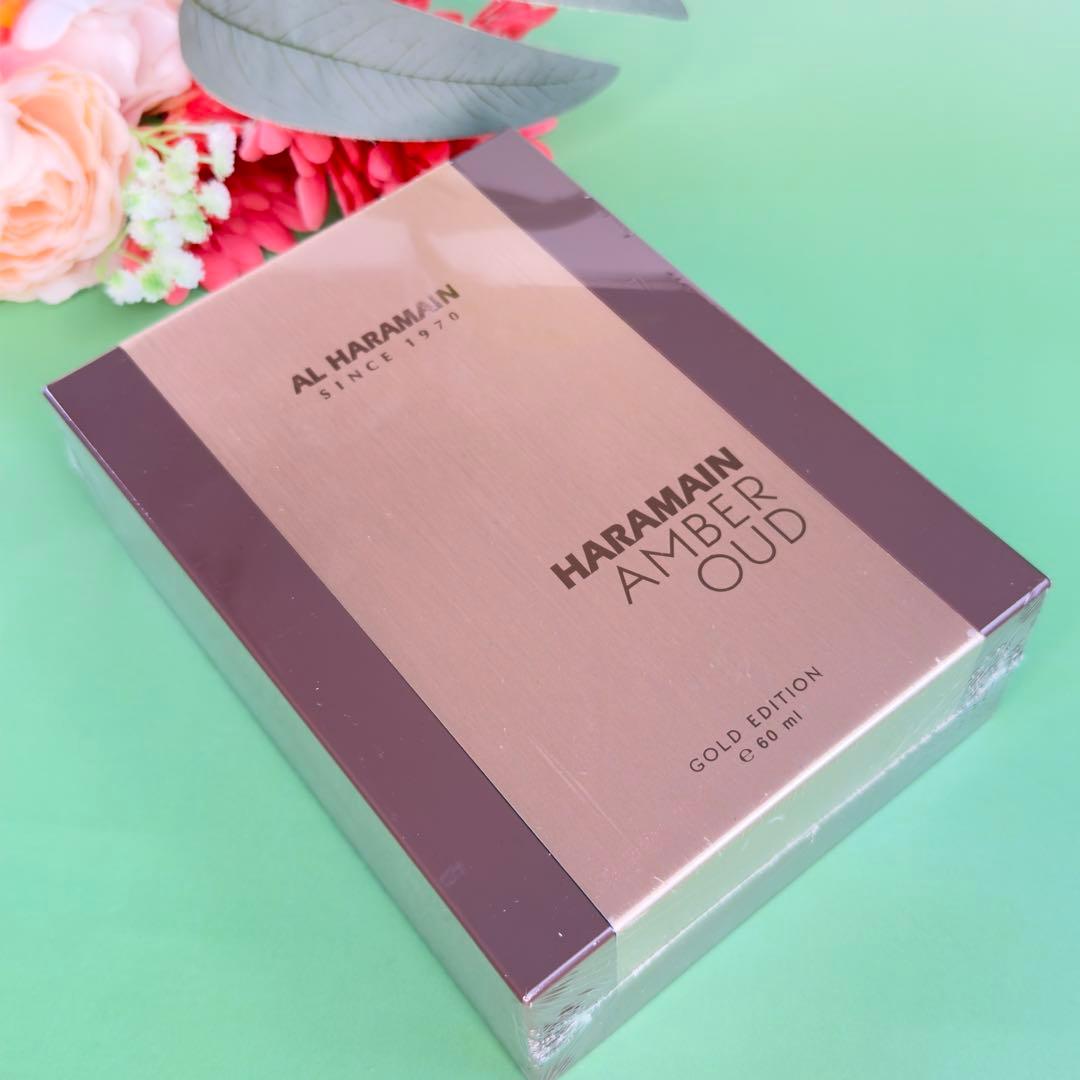 AL HARAMAIN
SINCE 1970
HARAMAIN
AMBER
OUD
GOLD EDITION
℮ 60 ml